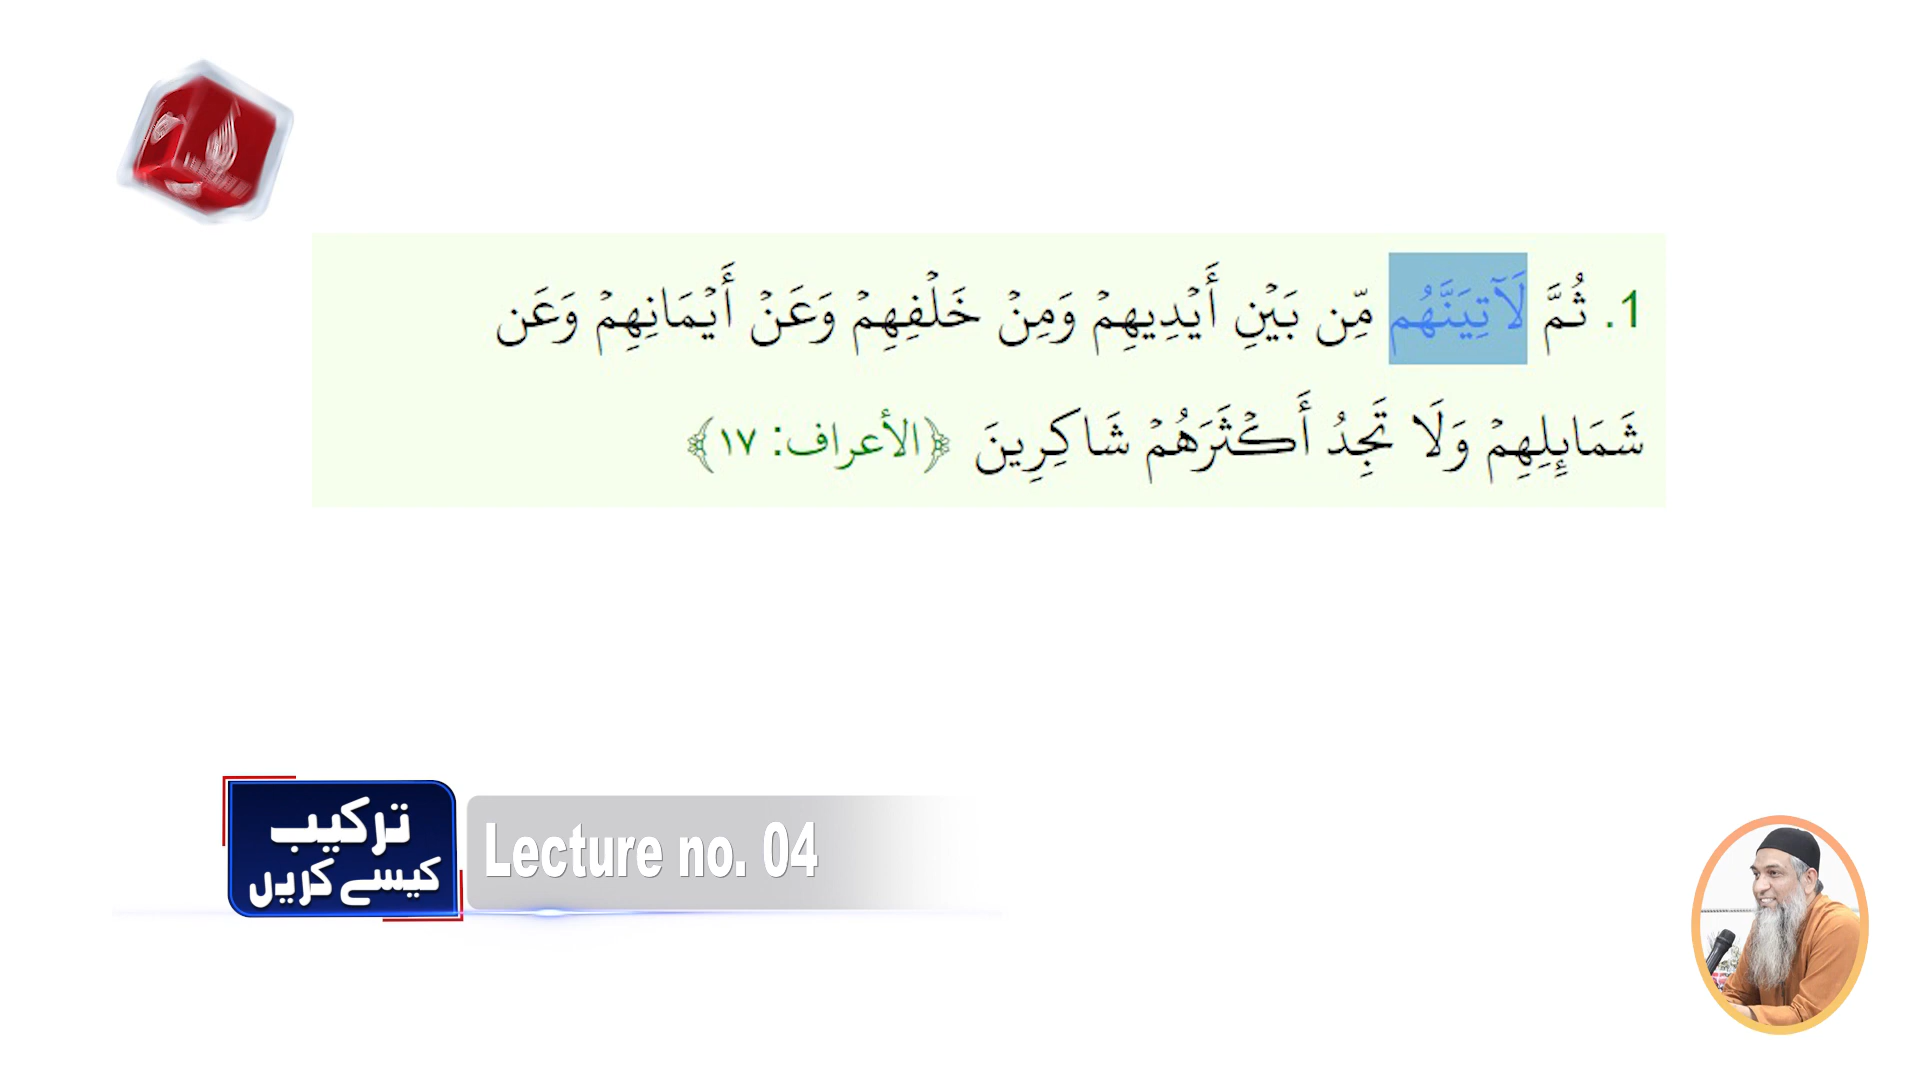 1. ثُمَّ لَآتِيَنَّهُم مِّن بَيْنِ أَيْدِيهِمْ وَمِنْ خَلْفِهِمْ وَعَنْ أَيْمَانِهِمْ وَعَن
شَمَائِلِهِمْ وَلَا تَجِدُ أَكْثَرَهُمْ شَاكِرِينَ ﴿الأعراف: ١٧﴾
ترکیب
کیسے کریں
Lecture no. 04